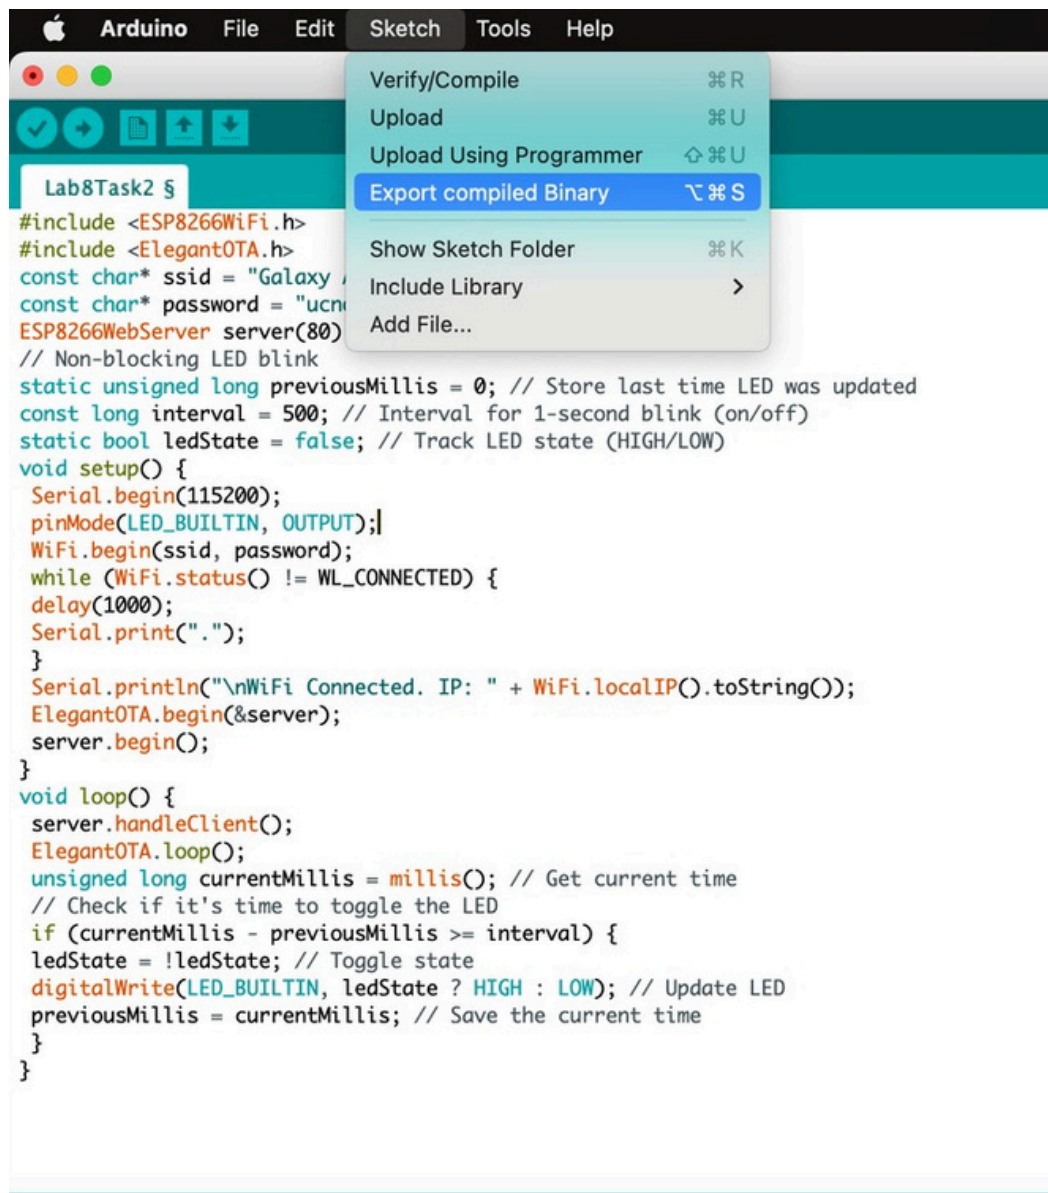 Arduino File Edit Sketch Tools Help
Verify/Compile ⌘R
Upload ⌘U
Upload Using Programmer ⇧⌘U
Export compiled Binary ⌥⌘S
Show Sketch Folder ⌘K
Include Library
Add File...
Lab8Task2 §
#include <ESP8266WiFi.h>
#include <ElegantOTA.h>
const char* ssid = "Galaxy
const char* password = "ucn
ESP8266WebServer server(80)
// Non-blocking LED blink
static unsigned long previousMillis = 0; // Store last time LED was updated
const long interval = 500; // Interval for 1-second blink (on/off)
static bool ledState = false; // Track LED state (HIGH/LOW)
void setup() {
Serial.begin(115200);
pinMode(LED_BUILTIN, OUTPUT);
WiFi.begin(ssid, password);
while (WiFi.status() != WL_CONNECTED) {
delay(1000);
Serial.print(".");
}
Serial.println("\nWiFi Connected. IP: " + WiFi.localIP().toString());
ElegantOTA.begin(&server);
server.begin();
}
void loop() {
server.handleClient();
ElegantOTA.loop();
unsigned long currentMillis = millis(); // Get current time
// Check if it's time to toggle the LED
if (currentMillis - previousMillis >= interval) {
ledState = !ledState; // Toggle state
digitalWrite(LED_BUILTIN, ledState ? HIGH : LOW); // Update LED
previousMillis = currentMillis; // Save the current time
}
}